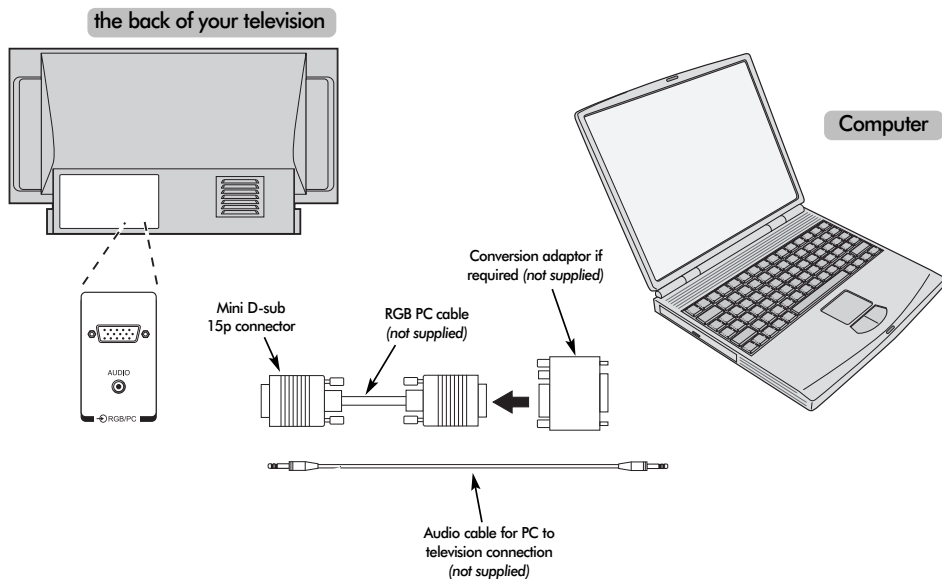 the back of your television
Computer
Conversion adaptor if
required (not supplied)
Mini D-sub
15p connector
RGB PC cable
(not supplied)
AUDIO
RGB/PC
Audio cable for PC to
television connection
(not supplied)